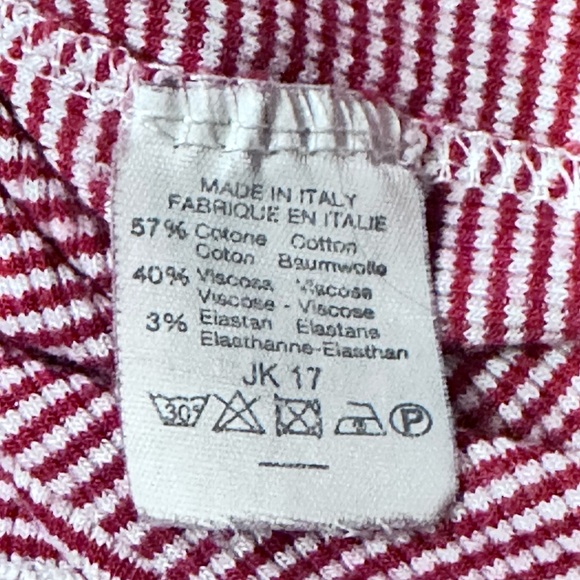 MADE IN ITALY
FABRIQUE EN ITALIE
57% Cotone Cotton
Coton Baumwolle
40% Viscosa Viscose
Viscose - Viscose
3% Elastan Elastane
Elasthanne-Elasthan
JK 17
30°
P